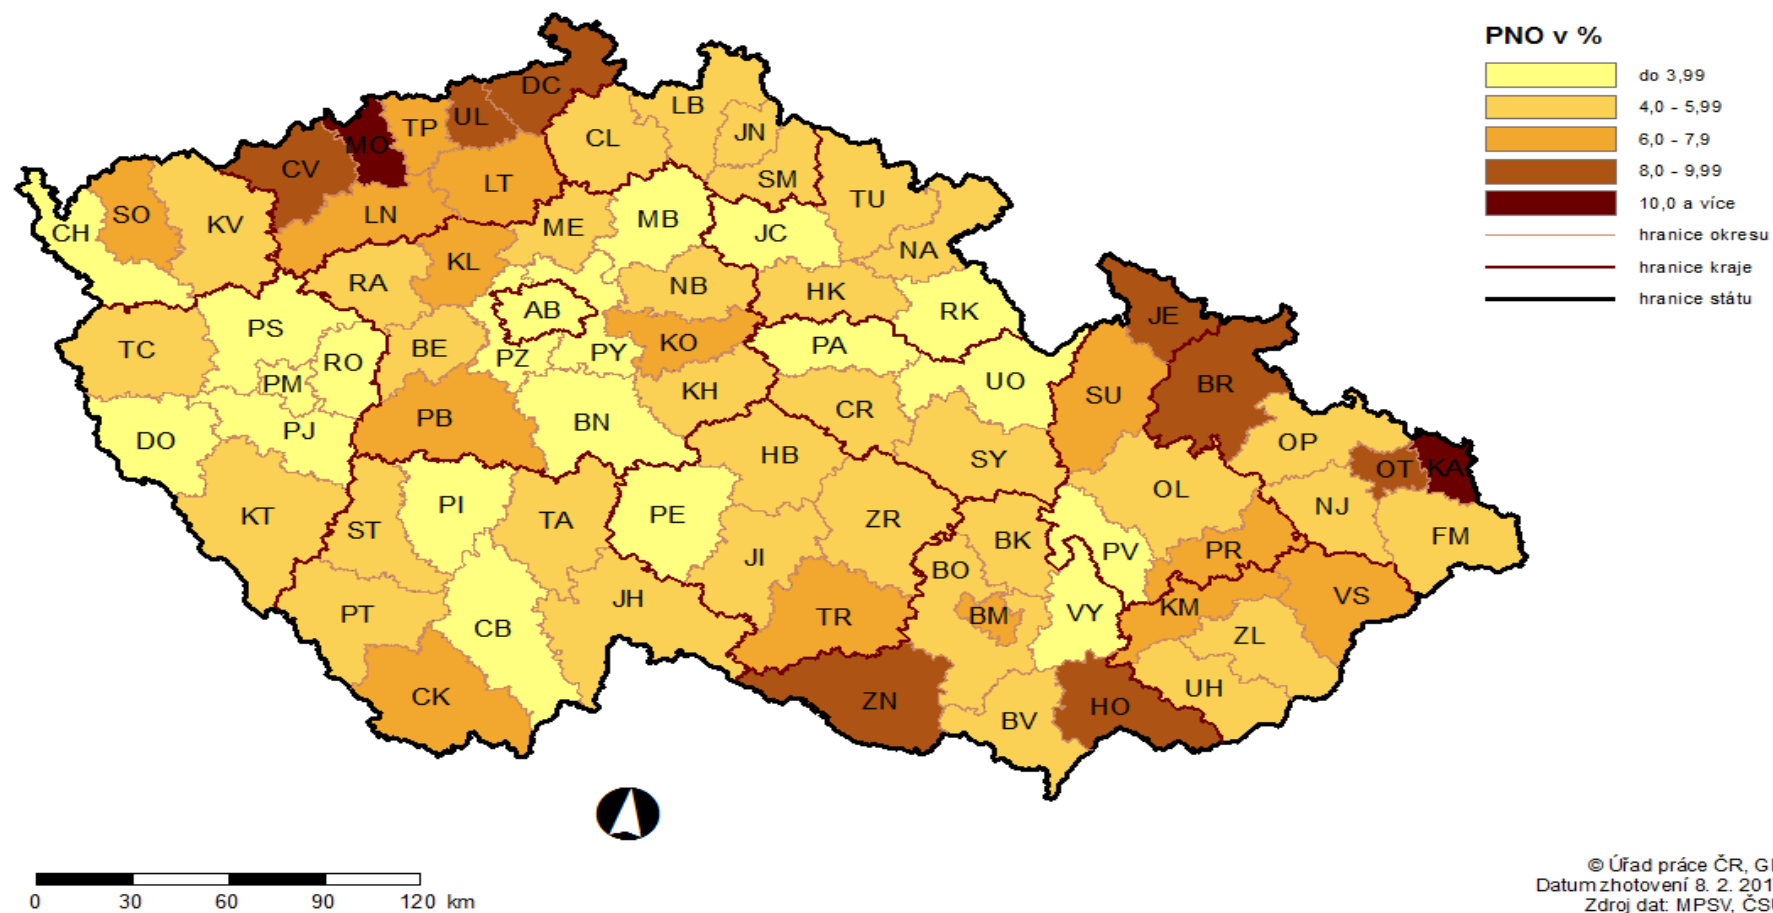 PNO v %
do 3,99
4,0 - 5,99
6,0 - 7,9
8,0 - 9,99
10,0 a více
hranice okresu
hranice kraje
hranice státu
DC
LB
UL
TP
MO
CL
JN
CV
SM
LT
TU
SO
KV
LN
CH
ME
MB
JC
NA
KL
RA
NB
HK
AB
RK
JE
PS
TC
BE
RO
PZ
PY
KO
PA
PM
UO
BR
SU
KH
CR
PB
BN
DO
PJ
OP
HB
SY
OT
KA
OL
PI
KT
ST
TA
PE
ZR
NJ
FM
BK
JI
BO
PV
PR
PT
JH
VS
CB
TR
BM
VY
KM
ZL
CK
ZN
HO
UH
BV
0 30 60 90 120 km
© Úřad práce ČR, GI
Datum zhotovení 8. 2. 201
Zdroj dat: MPSV, ČSÚ